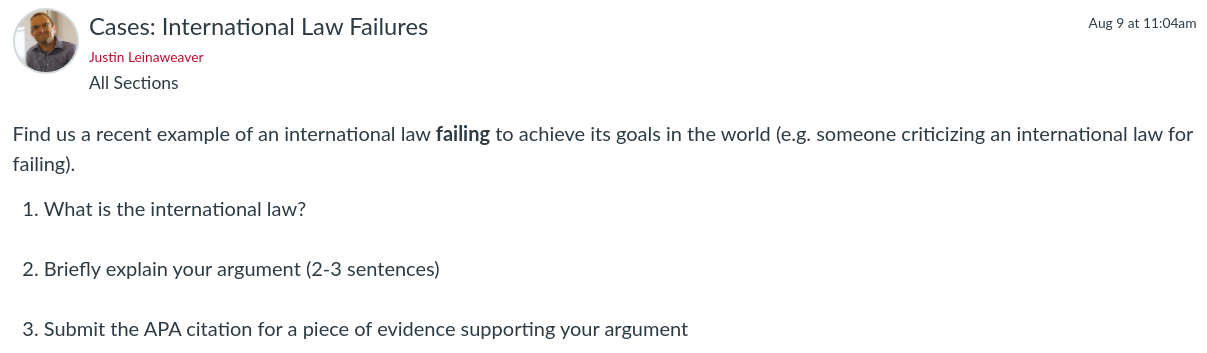 Cases: International Law Failures
Aug 9 at 11:04am
Justin Leinaweaver
All Sections
Find us a recent example of an international law failing to achieve its goals in the world (e.g. someone criticizing an international law for
failing).
1. What is the international law?
2. Briefly explain your argument (2-3 sentences)
3. Submit the APA citation for a piece of evidence supporting your argument